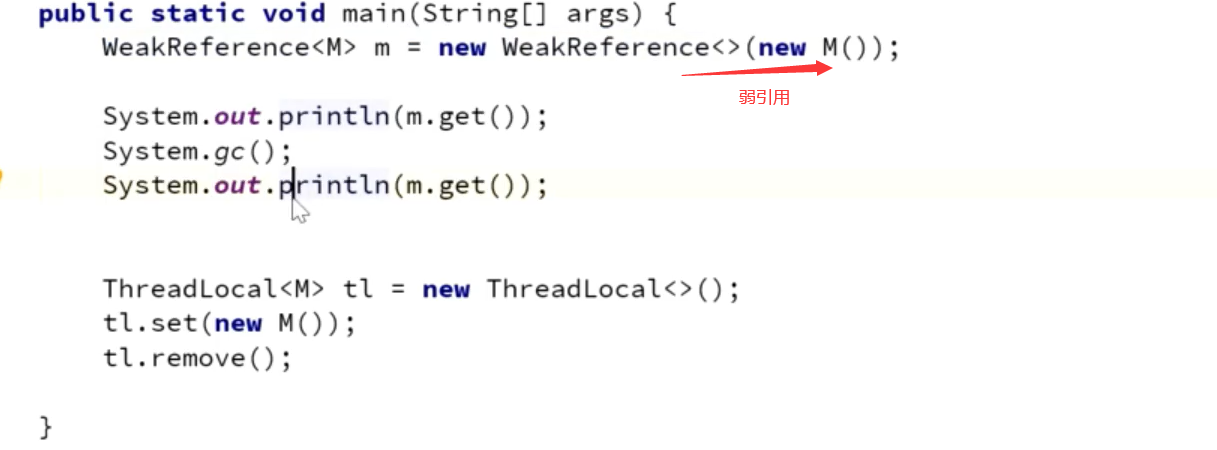 public static void main(String[] args) {
WeakReference<M> m = new WeakReference<>(new M());
弱引用
System.out.println(m.get());
System.gc();
System.out.println(m.get());
ThreadLocal<M> tl = new ThreadLocal<>();
tl.set(new M());
tl.remove();
}